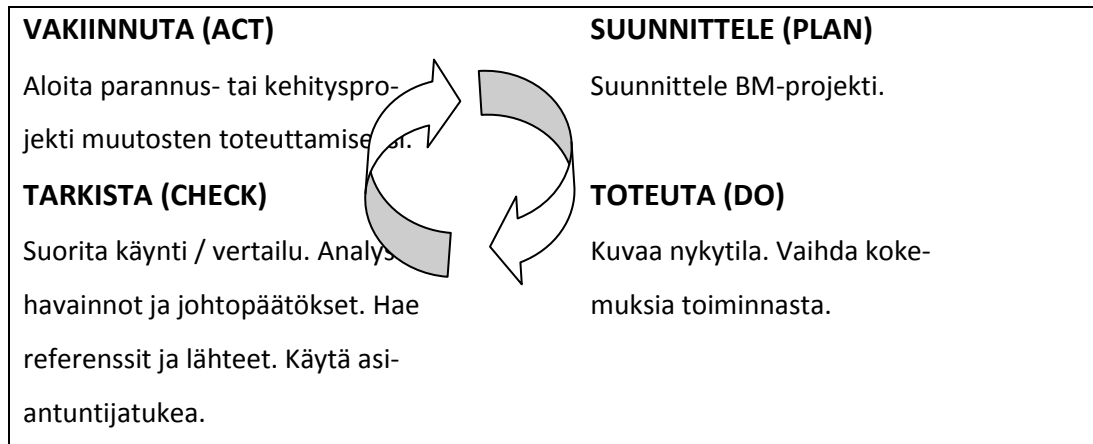 VAKIINNUTA (ACT)
Aloita parannus- tai kehityspro-
jekti muutosten toteuttamiseksi.
TARKISTA (CHECK)
Suorita käynti / vertailu.
havainnot ja johtopäätökset. Hae
referenssit ja lähteet. Käytä asi-
antuntijatukea.
SUUNNITTELE (PLAN)
Suunnittele BM-projekti.
TOTEUTA (DO)
Kuvaa nykytila. Vaihda koke-
muksia toiminnasta.